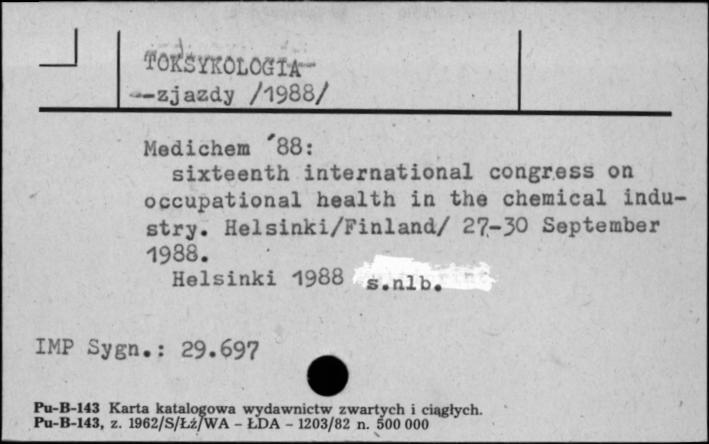 TOKSYKOLOGIA
--zjazdy /1988/
Medichem ´88:
sixteenth international congress on
occupational health in the chemical indu-
stry. Helsinki/Finland/ 27-30 September
1988.
Helsinki 1988 s.nlb.
IMP Sygn.: 29.697
Pu-B-143 Karta katalogowa wydawnictw zwartych i ciągłych.
Pu-B-143, z. 1962/S/Łź/WA - ŁDA - 1203/82 n. 500 000